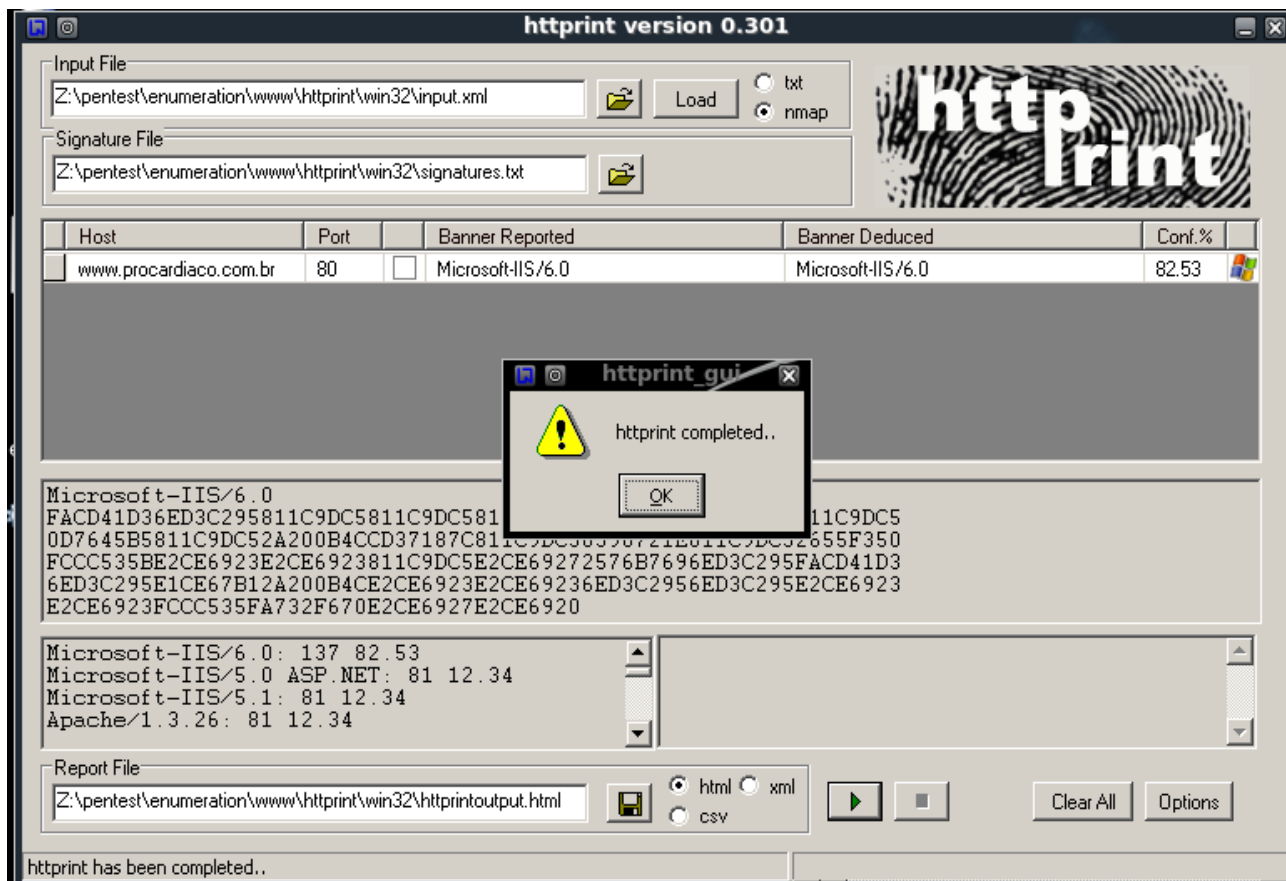 httprint version 0.301
Input File
Z:\pentest\enumeration\www\httprint\win32\input.xml
Load
txt
nmap
http
print
Signature File
Z:\pentest\enumeration\www\httprint\win32\signatures.txt
Host Port Banner Reported Banner Deduced Conf.%
www.procardiaco.com.br 80 Microsoft-IIS/6.0 Microsoft-IIS/6.0 82.53
httprint_gui
httprint completed..
OK
Microsoft-IIS/6.0
FACD41D36ED3C295811C9DC5811C9DC581 11C9DC5
0D7645B5811C9DC52A200B4CCD37187C811C9DC5 811C9DC52655F350
FCCC535BE2CE6923E2CE6923811C9DC5E2CE69272576B7696ED3C295FACD41D3
6ED3C295E1CE67B12A200B4CE2CE6923E2CE69236ED3C2956ED3C295E2CE6923
E2CE6923FCCC535FA732F670E2CE6927E2CE6920
Microsoft-IIS/6.0: 137 82.53
Microsoft-IIS/5.0 ASP.NET: 81 12.34
Microsoft-IIS/5.1: 81 12.34
Apache/1.3.26: 81 12.34
Report File
Z:\pentest\enumeration\www\httprint\win32\httprintoutput.html
html
xml
csv
Clear All
Options
httprint has been completed..